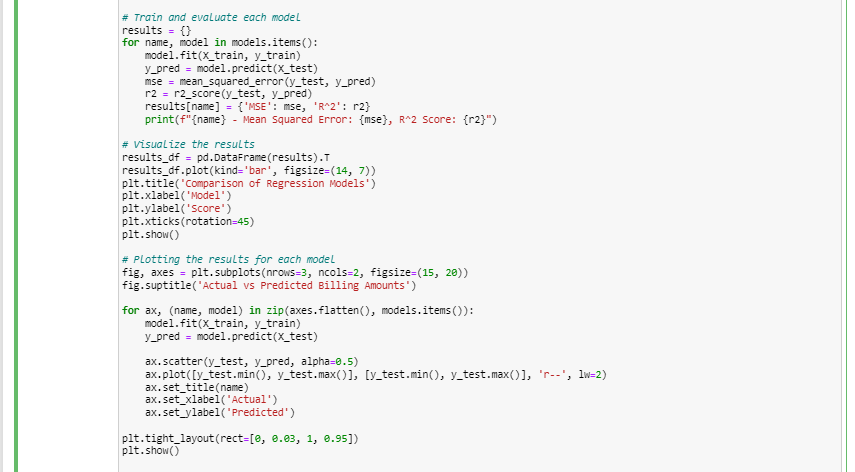 # Train and evaluate each model
results = {}
for name, model in models.items():
    model.fit(X_train, y_train)
    y_pred = model.predict(X_test)
    mse = mean_squared_error(y_test, y_pred)
    r2 = r2_score(y_test, y_pred)
    results[name] = {'MSE': mse, 'R^2': r2}
    print(f"{name} - Mean Squared Error: {mse}, R^2 Score: {r2}")

# Visualize the results
results_df = pd.DataFrame(results).T
results_df.plot(kind='bar', figsize=(14, 7))
plt.title('Comparison of Regression Models')
plt.xlabel('Model')
plt.ylabel('Score')
plt.xticks(rotation=45)
plt.show()

# Plotting the results for each model
fig, axes = plt.subplots(nrows=3, ncols=2, figsize=(15, 20))
fig.suptitle('Actual vs Predicted Billing Amounts')

for ax, (name, model) in zip(axes.flatten(), models.items()):
    model.fit(X_train, y_train)
    y_pred = model.predict(X_test)

    ax.scatter(y_test, y_pred, alpha=0.5)
    ax.plot([y_test.min(), y_test.max()], [y_test.min(), y_test.max()], 'r--', lw=2)
    ax.set_title(name)
    ax.set_xlabel('Actual')
    ax.set_ylabel('Predicted')

plt.tight_layout(rect=[0, 0.03, 1, 0.95])
plt.show()